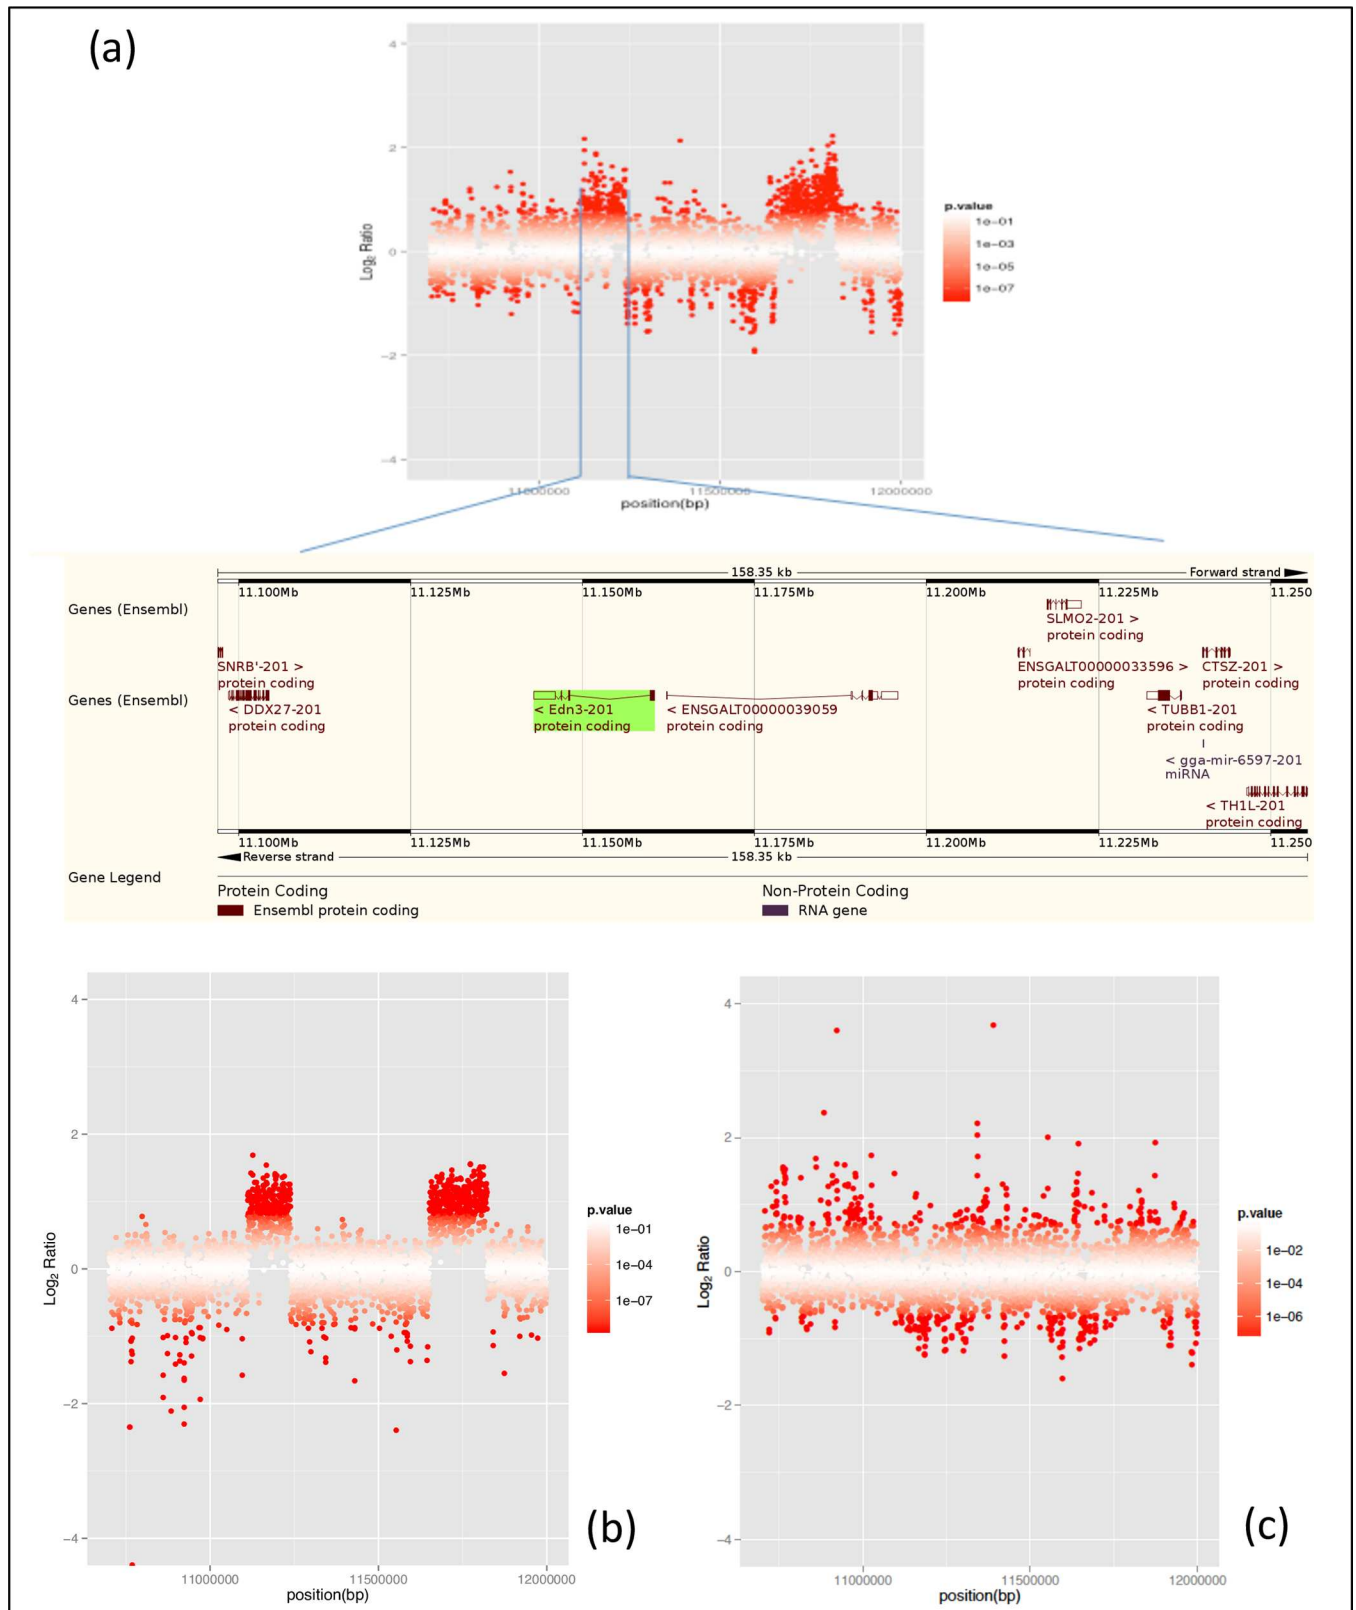 (a)
4
2
0
−2
−4
Log2 Ratio
11000000 11500000 12000000
position(bp)
p.value
1e−01
1e−03
1e−05
1e−07
158.35 kb Forward strand
11.100Mb 11.125Mb 11.150Mb 11.175Mb 11.200Mb 11.225Mb 11.250
Genes (Ensembl)
SLMO2-201 >
protein coding
SNRB'-201 >
protein coding
ENSGALT00000033596 >
protein coding
CTSZ-201 >
protein coding
Genes (Ensembl)
< DDX27-201
protein coding
< Edn3-201
protein coding
< ENSGALT00000039059
protein coding
< TUBB1-201
protein coding
< gga-mir-6597-201
miRNA
< TH1L-201
protein coding
11.100Mb 11.125Mb 11.150Mb 11.175Mb 11.200Mb 11.225Mb 11.250
Reverse strand 158.35 kb
Gene Legend
Protein Coding
Ensembl protein coding
Non-Protein Coding
RNA gene
4
2
0
−2
−4
Log2 Ratio
11000000 11500000 12000000
position(bp)
p.value
1e−01
1e−04
1e−07
(b)
4
2
0
−2
−4
Log2 Ratio
11000000 11500000 12000000
position(bp)
p.value
1e−02
1e−04
1e−06
(c)